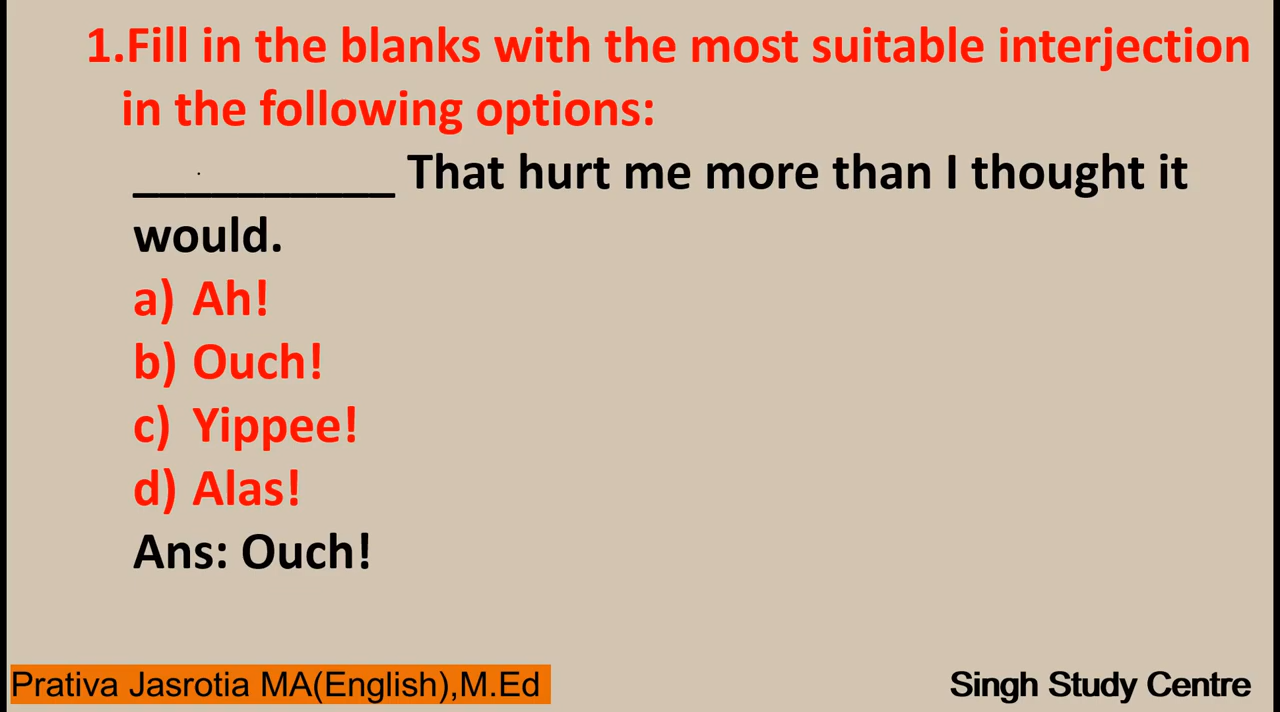 1.Fill in the blanks with the most suitable interjection
in the following options:
__________ That hurt me more than I thought it
would.
a) Ah!
b) Ouch!
c) Yippee!
d) Alas!
Ans: Ouch!
Prativa Jasrotia MA(English),M.Ed
Singh Study Centre